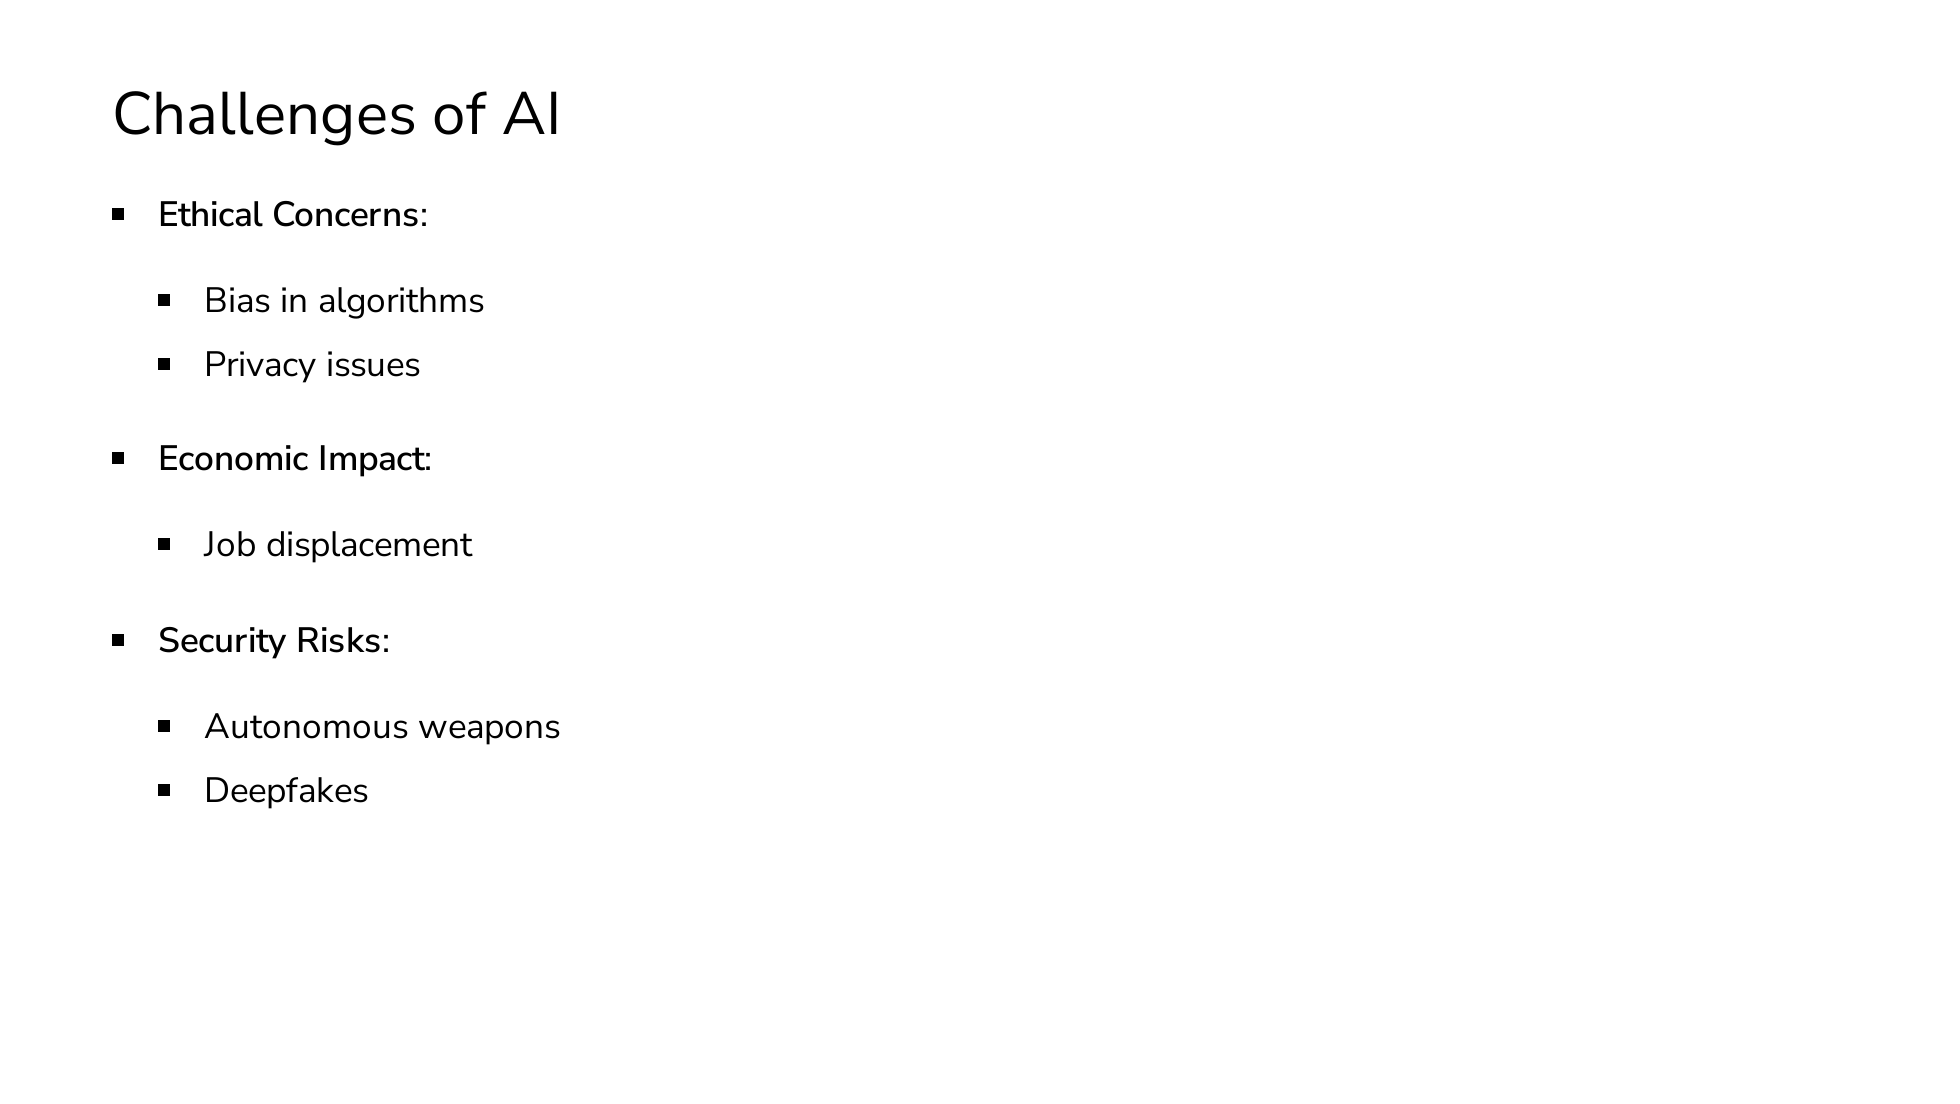 Challenges of AI
▪ Ethical Concerns:
▪ Bias in algorithms
▪ Privacy issues
▪ Economic Impact:
▪ Job displacement
▪ Security Risks:
▪ Autonomous weapons
▪ Deepfakes